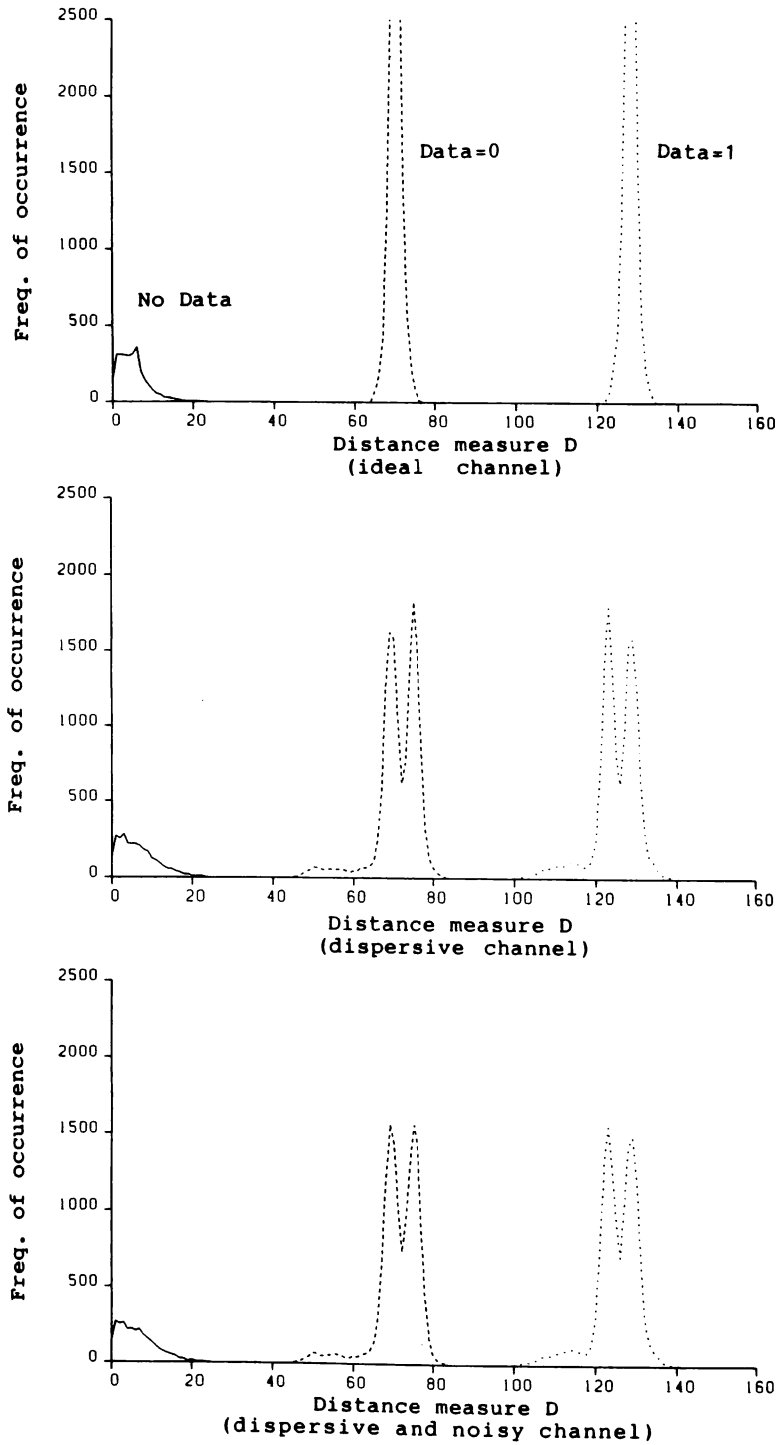 2500
2000
1500
1000
500
0
Freq. of occurrence
No Data
Data=0
Data=1
0 20 40 60 80 100 120 140 160
Distance measure D
(ideal channel)
2500
2000
1500
1000
500
0
Freq. of occurrence
0 20 40 60 80 100 120 140 160
Distance measure D
(dispersive channel)
2500
2000
1500
1000
500
0
Freq. of occurrence
0 20 40 60 80 100 120 140 160
Distance measure D
(dispersive and noisy channel)